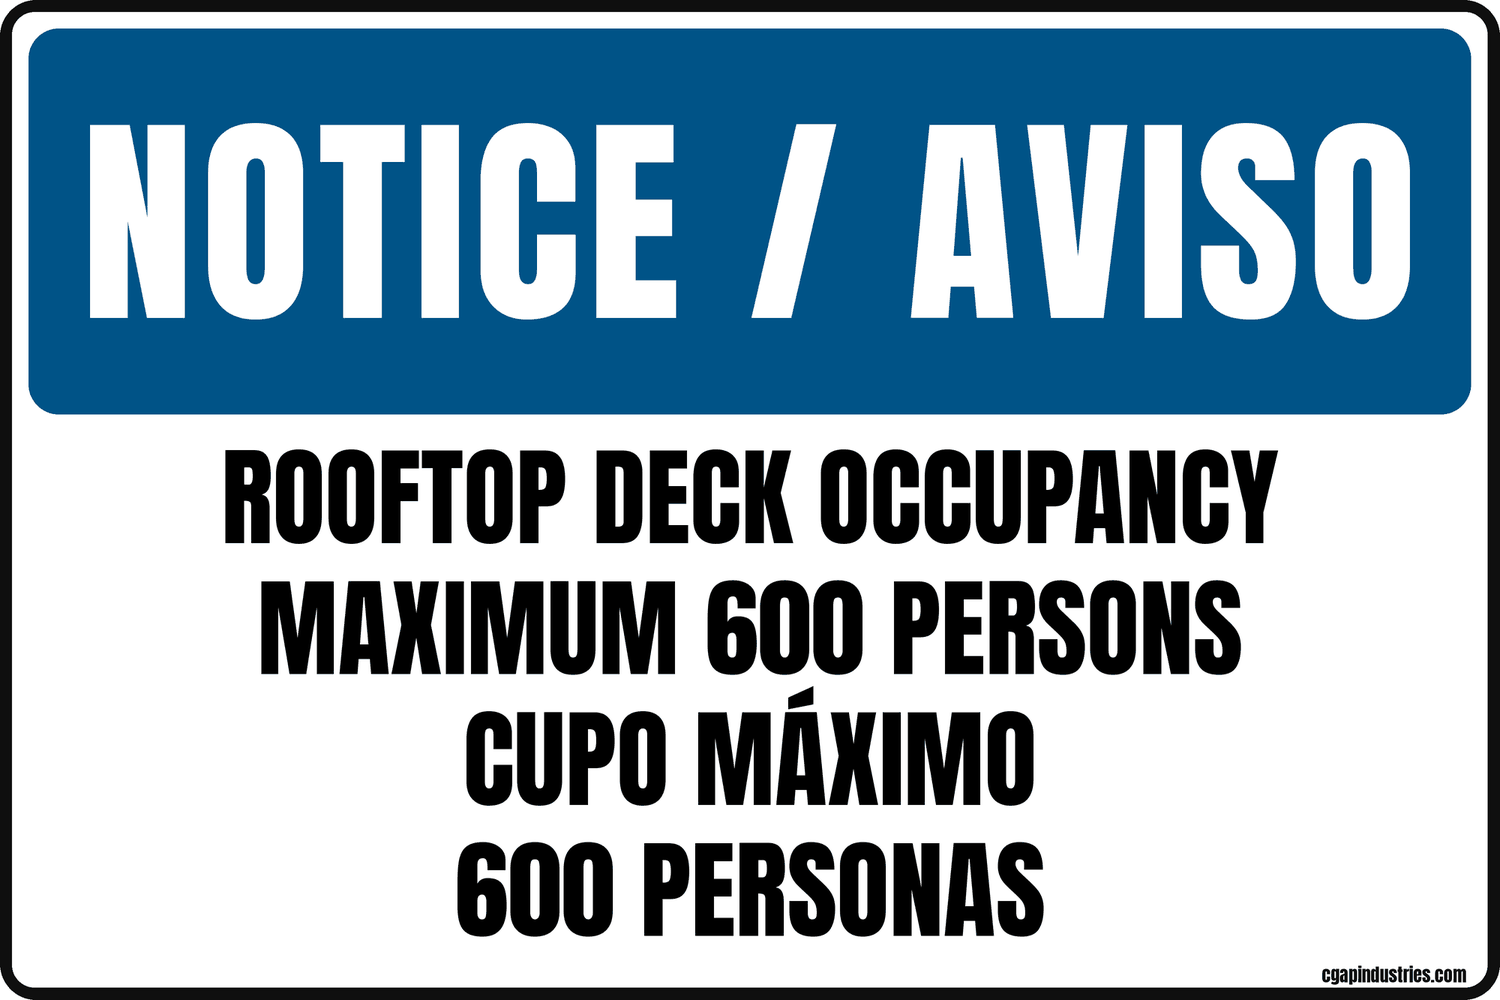 NOTICE / AVISO
ROOFTOP DECK OCCUPANCY
MAXIMUM 600 PERSONS
CUPO MÁXIMO
600 PERSONAS
cgapindustries.com